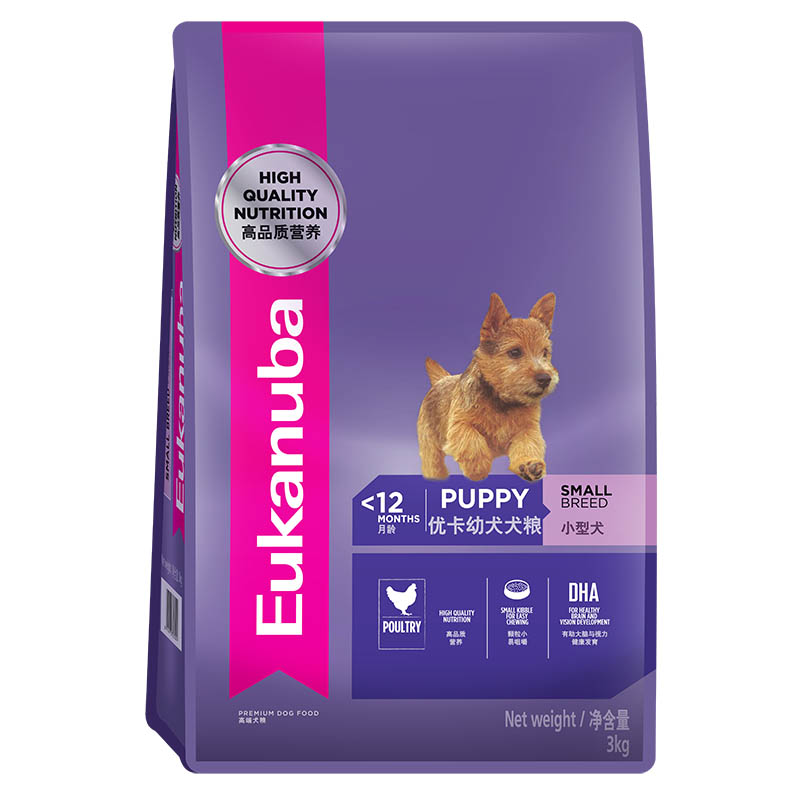 HIGH
QUALITY
NUTRITION
高品质营养
Eukanuba
<12
MONTHS
月龄
PUPPY
优卡幼犬犬粮
SMALL
BREED
小型犬
POULTRY
HIGH QUALITY
NUTRITION
高品质
营养
SMALL KIBBLE
FOR EASY
CHEWING
颗粒小
易咀嚼
DHA
FOR HEALTHY
BRAIN AND
VISION DEVELOPMENT
有助大脑与视力
健康发育
PREMIUM DOG FOOD
高端犬粮
Net weight / 净含量
3kg
Eukanuba